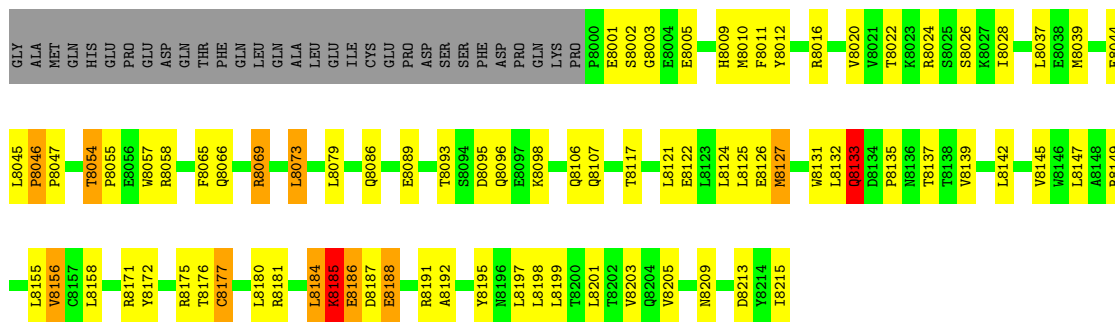 GLY ALA MET GLN HIS GLU PRO GLU ASP GLN THR PHE GLN LEU GLN ALA LEU GLU ILE CYS GLU PRO ASP SER SER PHE ASP PRO GLN LYS PRO P8000 E8001 S8002 G8003 E8004 E8005 H8009 M8010 F8011 Y8012 R8016 V8020 V8021 T8022 K8023 R8024 S8025 S8026 K8027 I8028 L8037 E8038 M8039
L8045 P8046 P8047 T8054 P8055 E8056 W8057 R8058 F8065 Q8066 R8069 L8073 L8079 Q8086 E8089 T8093 S8094 D8095 Q8096 E8097 K8098 Q8106 Q8107 T8117 L8121 E8122 L8123 L8124 L8125 E8126 M8127 W8131 L8132 Q8133 D8134 P8135 N8136 T8137 T8138 V8139 L8142 V8145 W8146 L8147 A8148
L8155 V8156 C8157 L8158 R8171 Y8172 R8175 T8176 C8177 L8180 R8181 L8184 K8185 E8186 D8187 E8188 R8191 A8192 Y8195 N8196 L8197 L8198 L8199 T8200 L8201 T8202 V8203 Q8204 V8205 N8209 D8213 Y8214 I8215